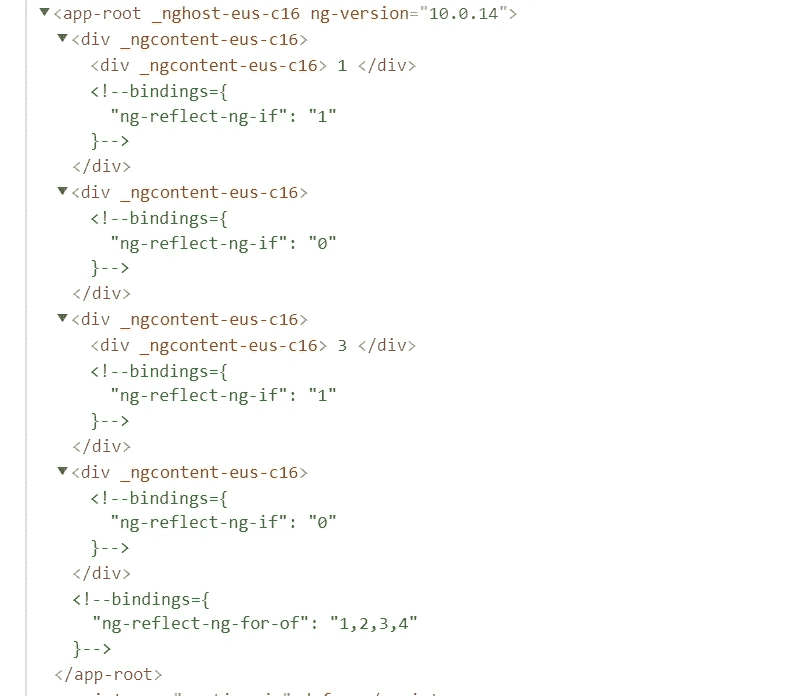 ▼<app-root _nghost-eus-c16 ng-version="10.0.14">
▼<div _ngcontent-eus-c16>
<div _ngcontent-eus-c16> 1 </div>
<!--bindings={
"ng-reflect-ng-if": "1"
}-->
</div>
▼<div _ngcontent-eus-c16>
<!--bindings={
"ng-reflect-ng-if": "0"
}-->
</div>
▼<div _ngcontent-eus-c16>
<div _ngcontent-eus-c16> 3 </div>
<!--bindings={
"ng-reflect-ng-if": "1"
}-->
</div>
▼<div _ngcontent-eus-c16>
<!--bindings={
"ng-reflect-ng-if": "0"
}-->
</div>
<!--bindings={
"ng-reflect-ng-for-of": "1,2,3,4"
}-->
</app-root>